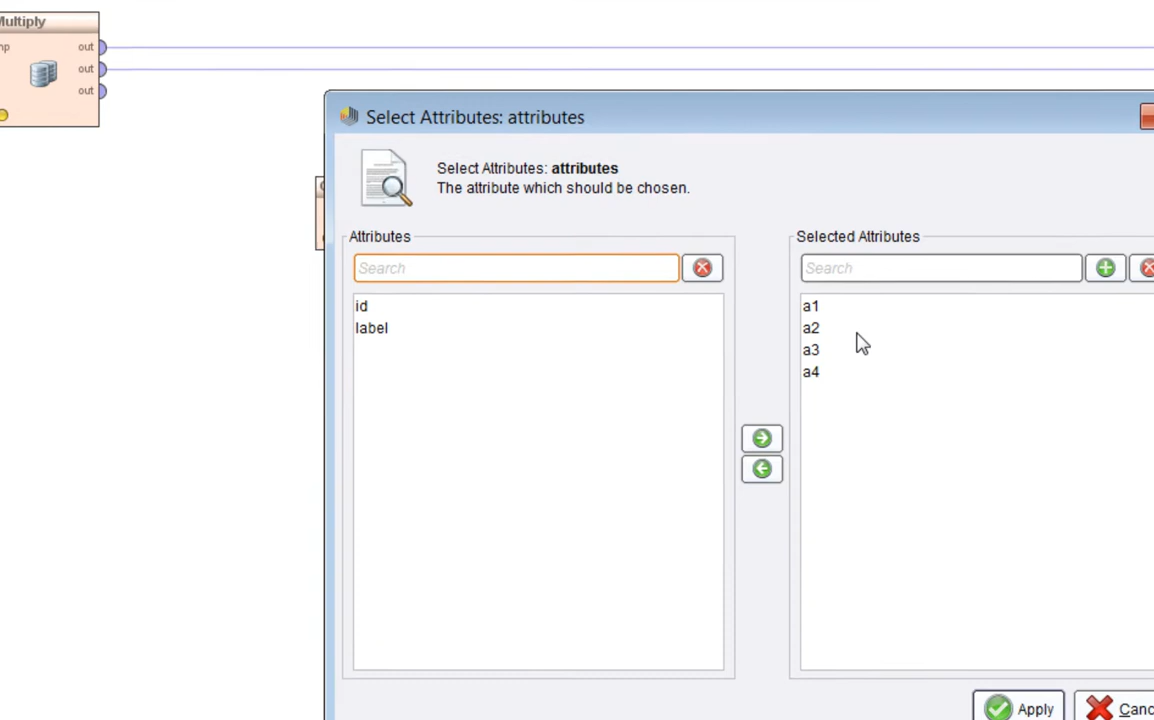 Multiply
out
out
out
Select Attributes: attributes
Select Attributes: attributes
The attribute which should be chosen.
Attributes
Selected Attributes
Search
Search
id
label
a1
a2
a3
a4
Apply